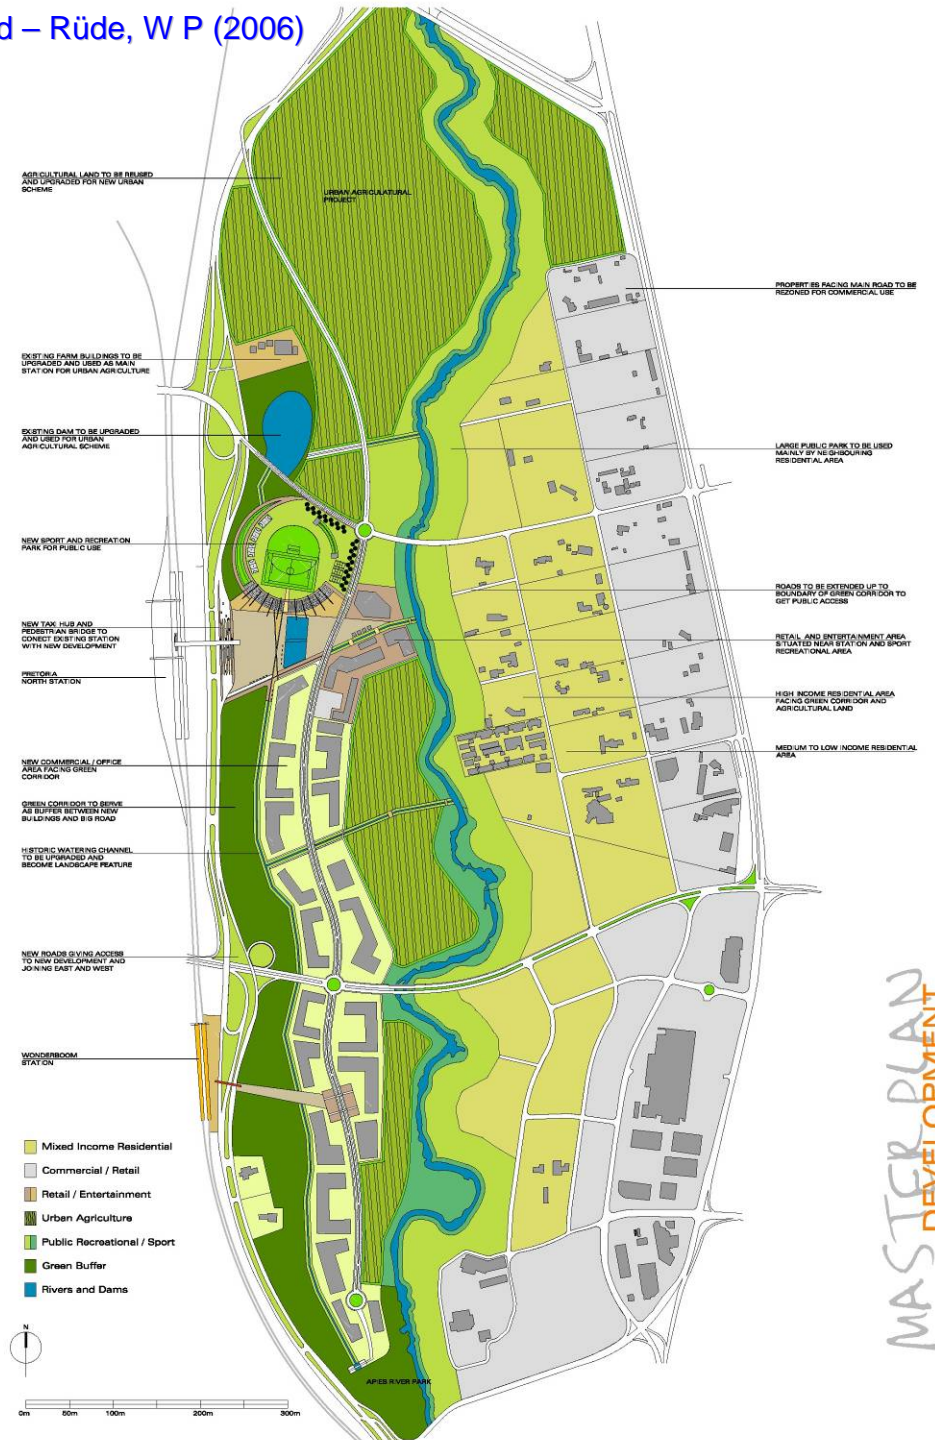 d – Rüde, W P (2006)
AGRICULTURAL LAND TO BE REUSED
AND UPGRADED FOR NEW URBAN
SCHEME
URBAN AGRICULATURAL
PROJECT
PROPERTIES FACING MAIN ROAD TO BE
REZONED FOR COMMERCIAL USE
EXISTING FARM BUILDINGS TO BE
UPGRADED AND USED AS MAIN
STATION FOR URBAN AGRICULTURE
EXISTING DAM TO BE UPGRADED
AND USED FOR URBAN
AGRICULTURAL SCHEME
LARGE PUBLIC PARK TO BE USED
MAINLY BY NEIGHBOURING
RESIDENTIAL AREA
NEW SPORT AND RECREATION
PARK FOR PUBLIC USE
ROADS TO BE EXTENDED UP TO
BOUNDARY OF GREEN CORRIDOR TO
GET PUBLIC ACCESS
NEW TAXI HUB AND
PEDESTRIAN BRIDGE TO
CONECT EXISTING STATION
WITH NEW DEVELOPMENT
RETAIL AND ENTERTAINMENT AREA
SITUATED NEAR STATION AND SPORT
RECREATIONAL AREA
PRETORIA
NORTH STATION
HIGH INCOME RESIDENTIAL AREA
FACING GREEN CORRIDOR AND
AGRICULTURAL LAND
MEDIUM TO LOW INCOME RESIDENTIAL
AREA
NEW COMMERCIAL / OFFICE
AREA FACING GREEN
CORRIDOR
GREEN CORRIDOR TO SERVE
AS BUFFER BETWEEN NEW
BUILDINGS AND BIG ROAD
HISTORIC WATERING CHANNEL
TO BE UPGRADED AND
BECOME LANDSCAPE FEATURE
NEW ROADS GIVING ACCESS
TO NEW DEVELOPMENT AND
JOINING EAST AND WEST
WONDERBOOM
STATION
Mixed Income Residential
Commercial / Retail
Retail / Entertainment
Urban Agriculture
Public Recreational / Sport
Green Buffer
Rivers and Dams
N
0m 50m 100m 200m 300m
APIES RIVER PARK
MASTER PLAN
DEVELOPMENT